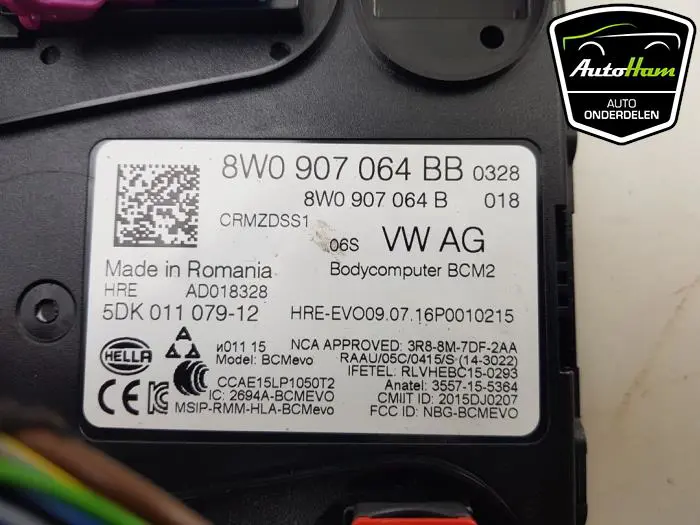 AutoHam
AUTO
ONDERDELEN
8W0 907 064 BB 0328
8W0 907 064 B 018
CRMZDSS1
06S VW AG
Made in Romania Bodycomputer BCM2
HRE AD018328
5DK 011 079-12 HRE-EVO09.07.16P0010215
HELLA
И011 15 NCA APPROVED: 3R8-8M-7DF-2AA
Model: BCMevo RAAU/05C/0415/S (14-3022)
IFETEL: RLVHEBC15-0293
CCAE15LP1050T2 Anatel: 3557-15-5364
IC: 2694A-BCMEVO CMIIT ID: 2015DJ0207
MSIP-RMM-HLA-BCMevo FCC ID: NBG-BCMEVO